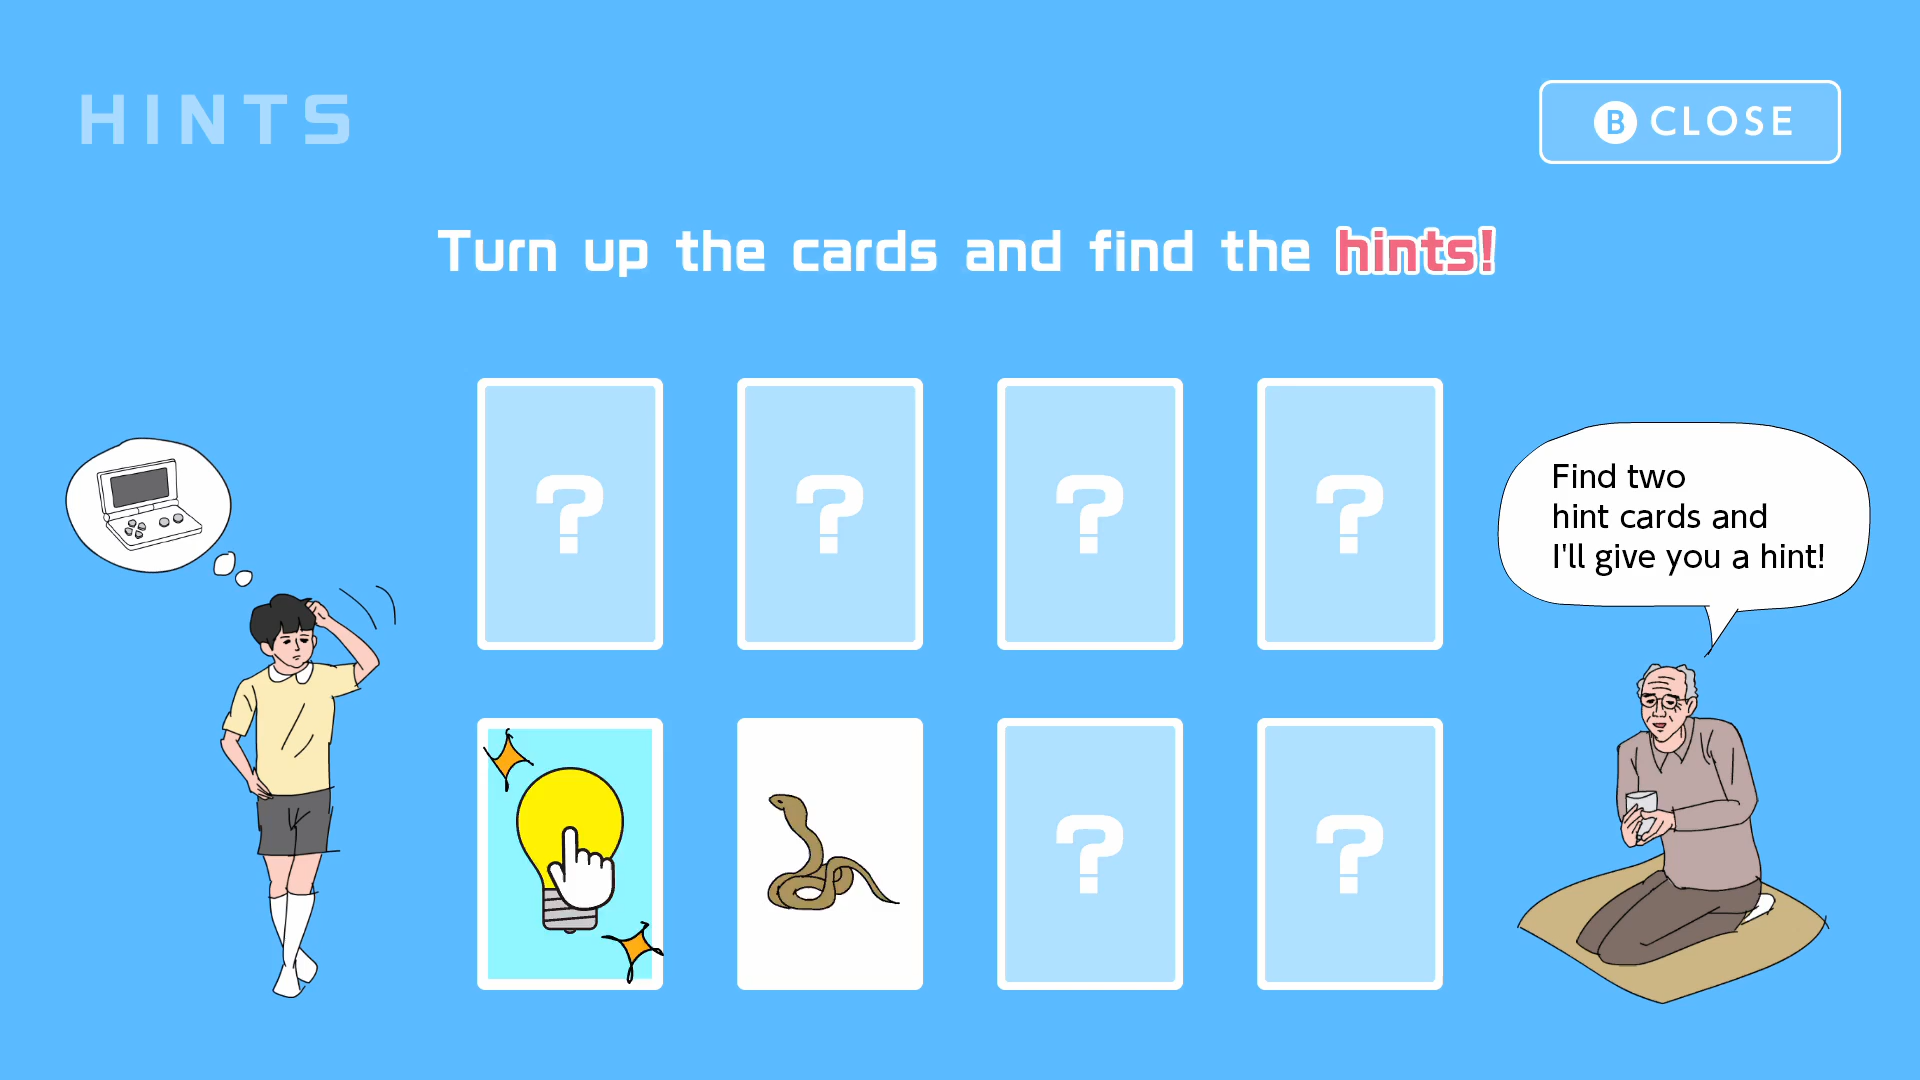 HINTS
B CLOSE
Turn up the cards and find the hints!
? ? ? ?
Find two
hint cards and
I'll give you a hint!
? ?